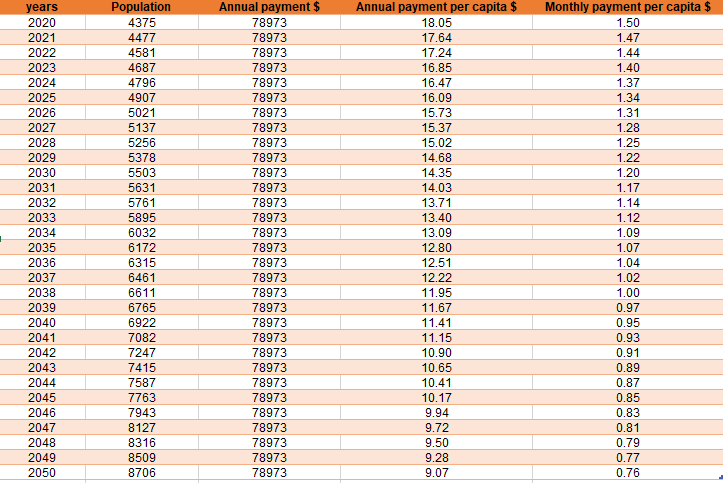 years Population Annual payment $ Annual payment per capita $ Monthly payment per capita $
2020 4375 78973 18.05 1.50
2021 4477 78973 17.64 1.47
2022 4581 78973 17.24 1.44
2023 4687 78973 16.85 1.40
2024 4796 78973 16.47 1.37
2025 4907 78973 16.09 1.34
2026 5021 78973 15.73 1.31
2027 5137 78973 15.37 1.28
2028 5256 78973 15.02 1.25
2029 5378 78973 14.68 1.22
2030 5503 78973 14.35 1.20
2031 5631 78973 14.03 1.17
2032 5761 78973 13.71 1.14
2033 5895 78973 13.40 1.12
2034 6032 78973 13.09 1.09
2035 6172 78973 12.80 1.07
2036 6315 78973 12.51 1.04
2037 6461 78973 12.22 1.02
2038 6611 78973 11.95 1.00
2039 6765 78973 11.67 0.97
2040 6922 78973 11.41 0.95
2041 7082 78973 11.15 0.93
2042 7247 78973 10.90 0.91
2043 7415 78973 10.65 0.89
2044 7587 78973 10.41 0.87
2045 7763 78973 10.17 0.85
2046 7943 78973 9.94 0.83
2047 8127 78973 9.72 0.81
2048 8316 78973 9.50 0.79
2049 8509 78973 9.28 0.77
2050 8706 78973 9.07 0.76